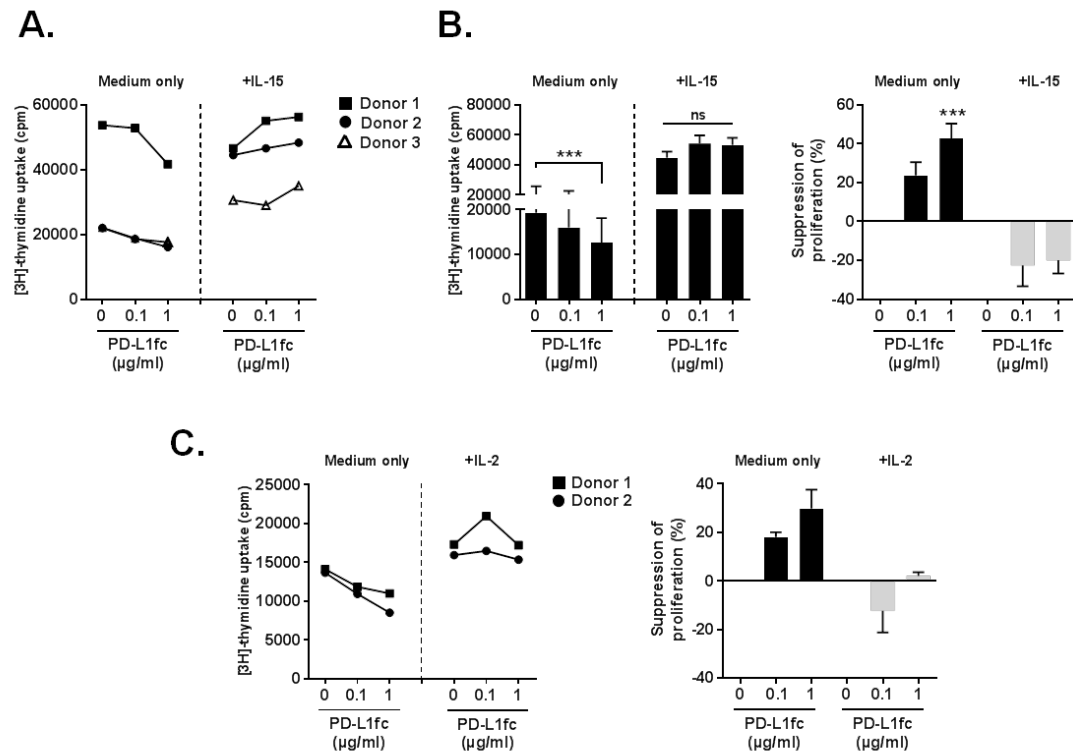 A.
Medium only +IL-15
60000
40000
20000
0
[3H]-thymidine uptake (cpm)
0 0.1 1 0 0.1 1
PD-L1fc PD-L1fc
(µg/ml) (µg/ml)
Donor 1
Donor 2
Donor 3
B.
Medium only +IL-15
80000
60000
40000
20000
20000
10000
0
[3H]-thymidine uptake (cpm)
***
ns
0 0.1 1 0 0.1 1
PD-L1fc PD-L1fc
(µg/ml) (µg/ml)
Medium only +IL-15
60
40
20
0
-20
-40
Suppression of
proliferation (%)
***
0 0.1 1 0 0.1 1
PD-L1fc PD-L1fc
(µg/ml) (µg/ml)
C.
Medium only +IL-2
25000
20000
15000
10000
5000
0
[3H]-thymidine uptake (cpm)
0 0.1 1 0 0.1 1
PD-L1fc PD-L1fc
(µg/ml) (µg/ml)
Donor 1
Donor 2
Medium only +IL-2
40
20
0
-20
-40
Suppression of
proliferation (%)
0 0.1 1 0 0.1 1
PD-L1fc PD-L1fc
(µg/ml) (µg/ml)